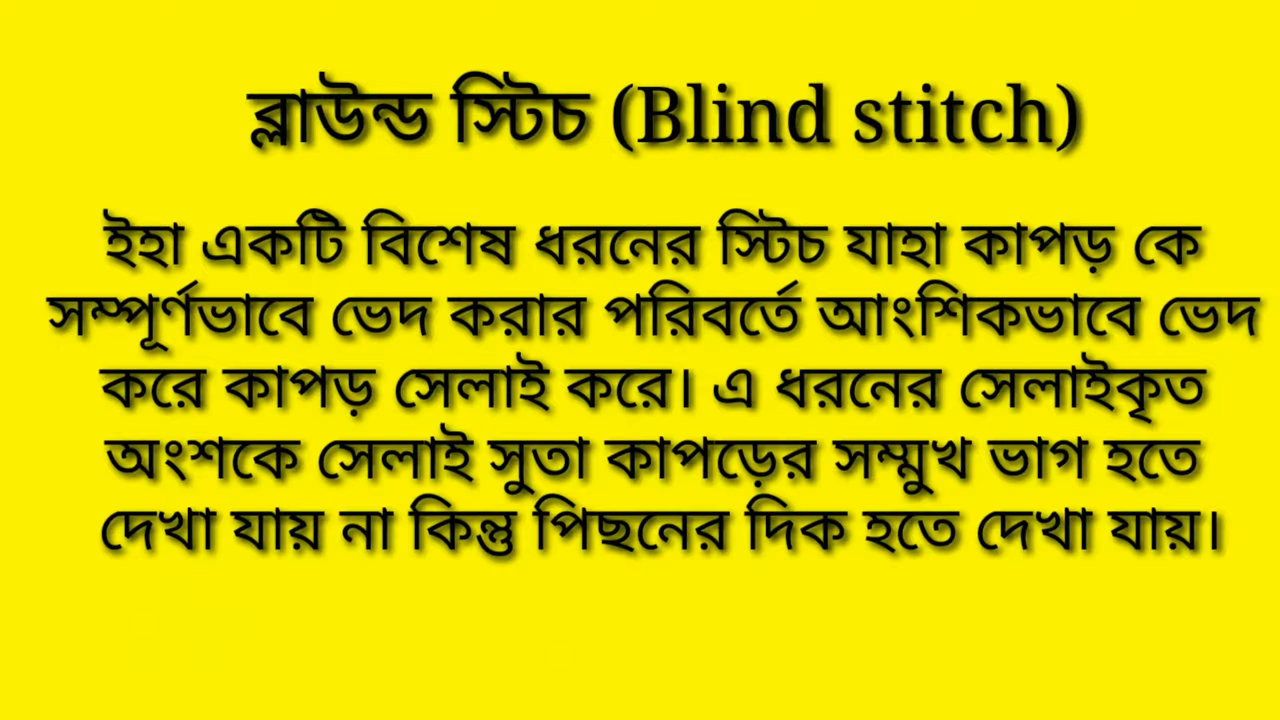 ব্লাউন্ড স্টিচ (Blind stitch)
ইহা একটি বিশেষ ধরনের স্টিচ যাহা কাপড় কে
সম্পূর্ণভাবে ভেদ করার পরিবর্তে আংশিকভাবে ভেদ
করে কাপড় সেলাই করে। এ ধরনের সেলাইকৃত
অংশকে সেলাই সুতা কাপড়ের সম্মুখ ভাগ হতে
দেখা যায় না কিন্তু পিছনের দিক হতে দেখা যায়।